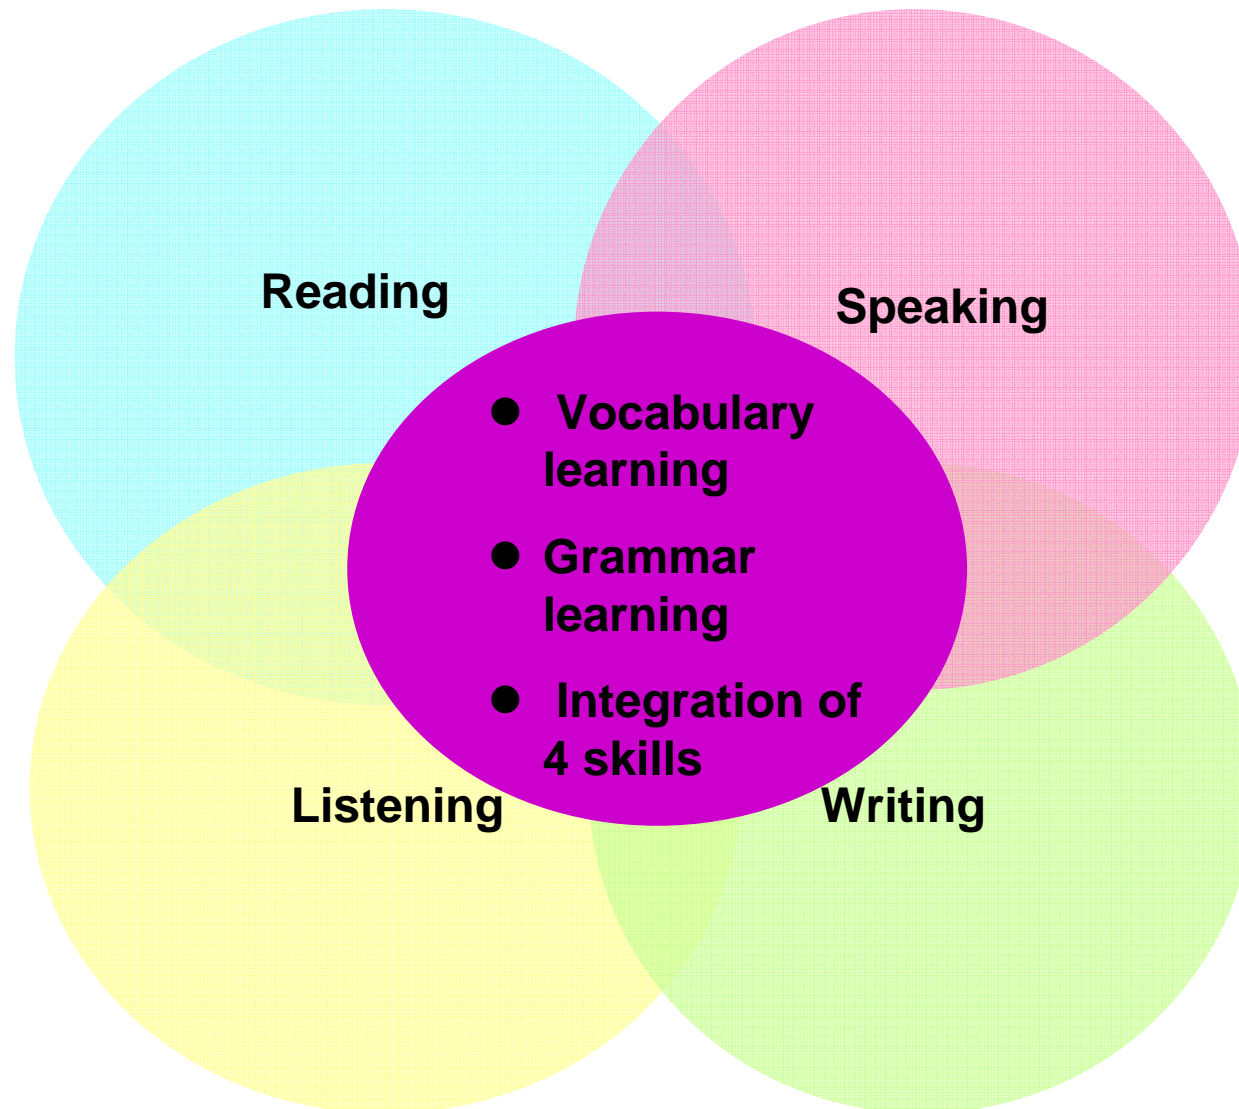 Reading
Speaking
● Vocabulary
learning
● Grammar
learning
● Integration of
4 skills
Listening
Writing